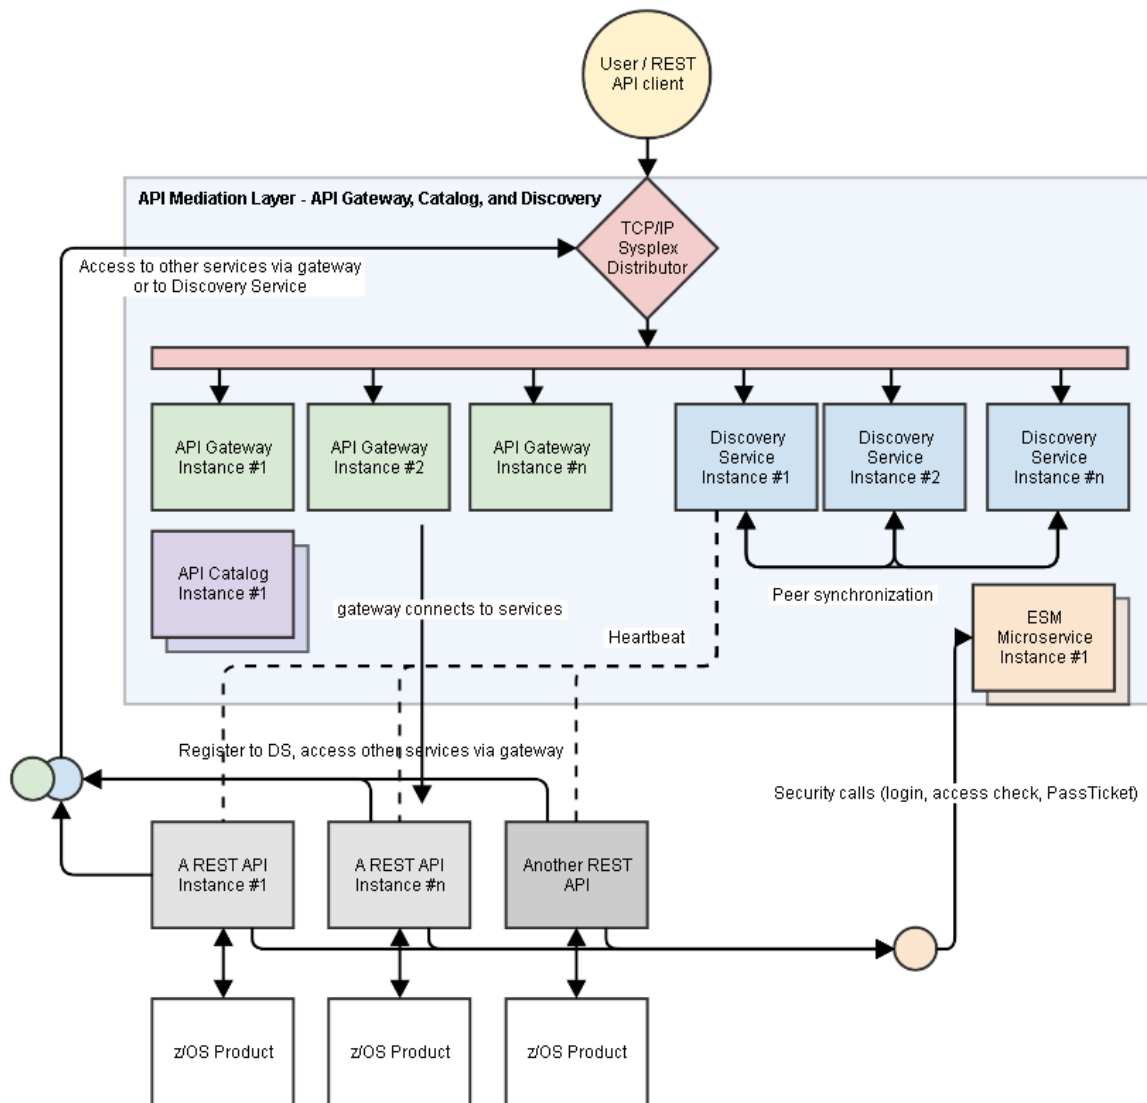 User / REST
API client
API Mediation Layer - API Gateway, Catalog, and Discovery
TCP/IP
Sysplex
Distributor
Access to other services via gateway
or to Discovery Service
API Gateway
Instance #1
API Gateway
Instance #2
API Gateway
Instance #n
Discovery
Service
Instance #1
Discovery
Service
Instance #2
Discovery
Service
Instance #n
API Catalog
Instance #1
gateway connects to services
Peer synchronization
Heartbeat
ESM
Microservice
Instance #1
Register to DS, access other services via gateway
Security calls (login, access check, PassTicket)
A REST API
Instance #1
A REST API
Instance #n
Another REST
API
z/OS Product
z/OS Product
z/OS Product